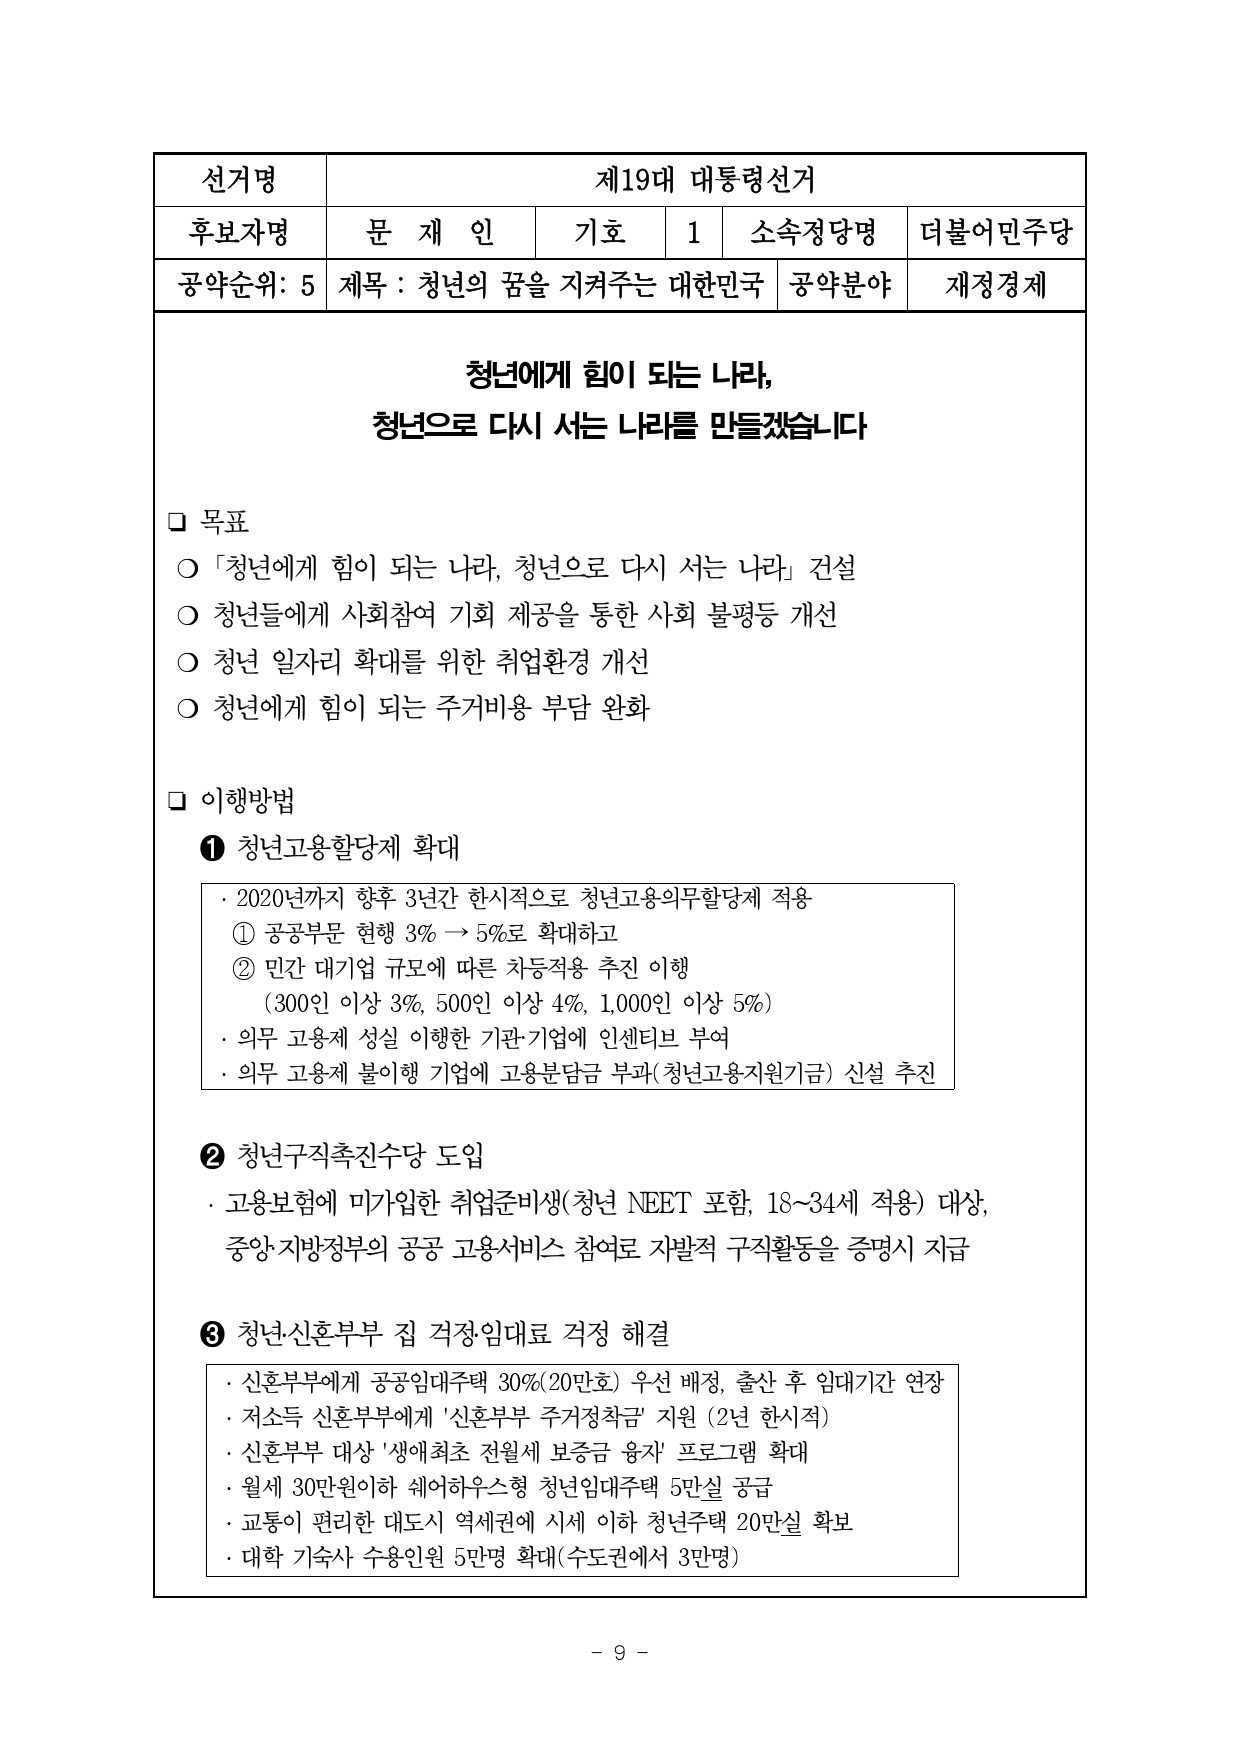 선거명 제19대 대통령선거
후보자명 문 재 인 기호 1 소속정당명 더불어민주당
공약순위: 5 제목 : 청년의 꿈을 지켜주는 대한민국 공약분야 재정경제
청년에게 힘이 되는 나라,
청년으로 다시 서는 나라를 만들겠습니다
❏ 목표
❍「청년에게 힘이 되는 나라, 청년으로 다시 서는 나라」건설
❍ 청년들에게 사회참여 기회 제공을 통한 사회 불평등 개선
❍ 청년 일자리 확대를 위한 취업환경 개선
❍ 청년에게 힘이 되는 주거비용 부담 완화
❏ 이행방법
❶ 청년고용할당제 확대
· 2020년까지 향후 3년간 한시적으로 청년고용의무할당제 적용
① 공공부문 현행 3% → 5%로 확대하고
② 민간 대기업 규모에 따른 차등적용 추진 이행
(300인 이상 3%, 500인 이상 4%, 1,000인 이상 5%)
· 의무 고용제 성실 이행한 기관·기업에 인센티브 부여
· 의무 고용제 불이행 기업에 고용분담금 부과(청년고용지원기금) 신설 추진
❷ 청년구직촉진수당 도입
· 고용보험에 미가입한 취업준비생(청년 NEET 포함, 18~34세 적용) 대상,
중앙·지방정부의 공공 고용서비스 참여로 자발적 구직활동을 증명시 지급
❸ 청년·신혼부부 집 걱정·임대료 걱정 해결
· 신혼부부에게 공공임대주택 30%(20만호) 우선 배정, 출산 후 임대기간 연장
· 저소득 신혼부부에게 '신혼부부 주거정착금' 지원 (2년 한시적)
· 신혼부부 대상 '생애최초 전월세 보증금 융자' 프로그램 확대
· 월세 30만원이하 쉐어하우스형 청년임대주택 5만실 공급
· 교통이 편리한 대도시 역세권에 시세 이하 청년주택 20만실 확보
· 대학 기숙사 수용인원 5만명 확대(수도권에서 3만명)
- 9 -